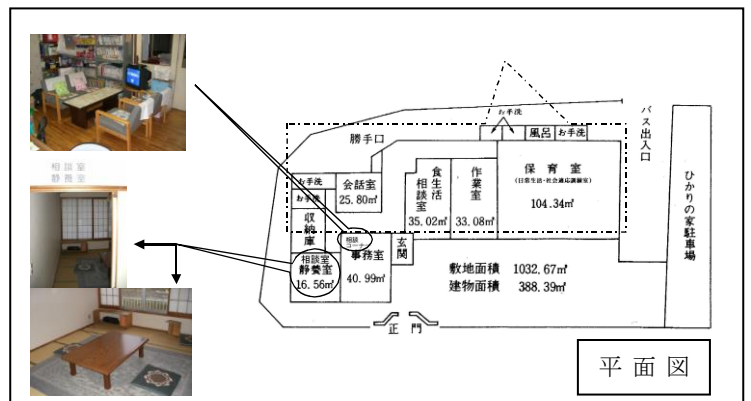 相談室
静養室
お手洗
勝手口
風呂
お手洗
バス出入口
お手洗
お手洗
会話室
25.80㎡
食生活相談室
35.02㎡
作業室
33.08㎡
保育室
(日常生活・社会適応訓練室)
104.34㎡
ひかりの家駐車場
収納庫
相談コーナー
事務室
40.99㎡
玄関
相談室
静養室
16.56㎡
敷地面積 1032.67㎡
建物面積 388.39㎡
正門
平面図